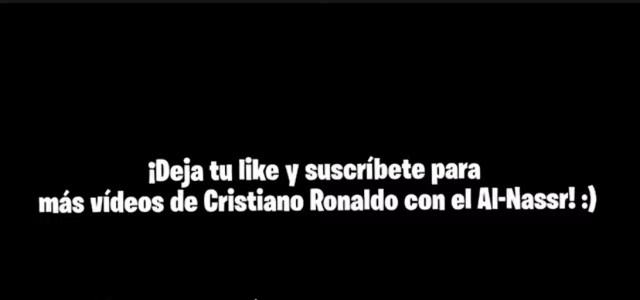 ¡Deja tu like y suscríbete para
más vídeos de Cristiano Ronaldo con el Al-Nassr! :)